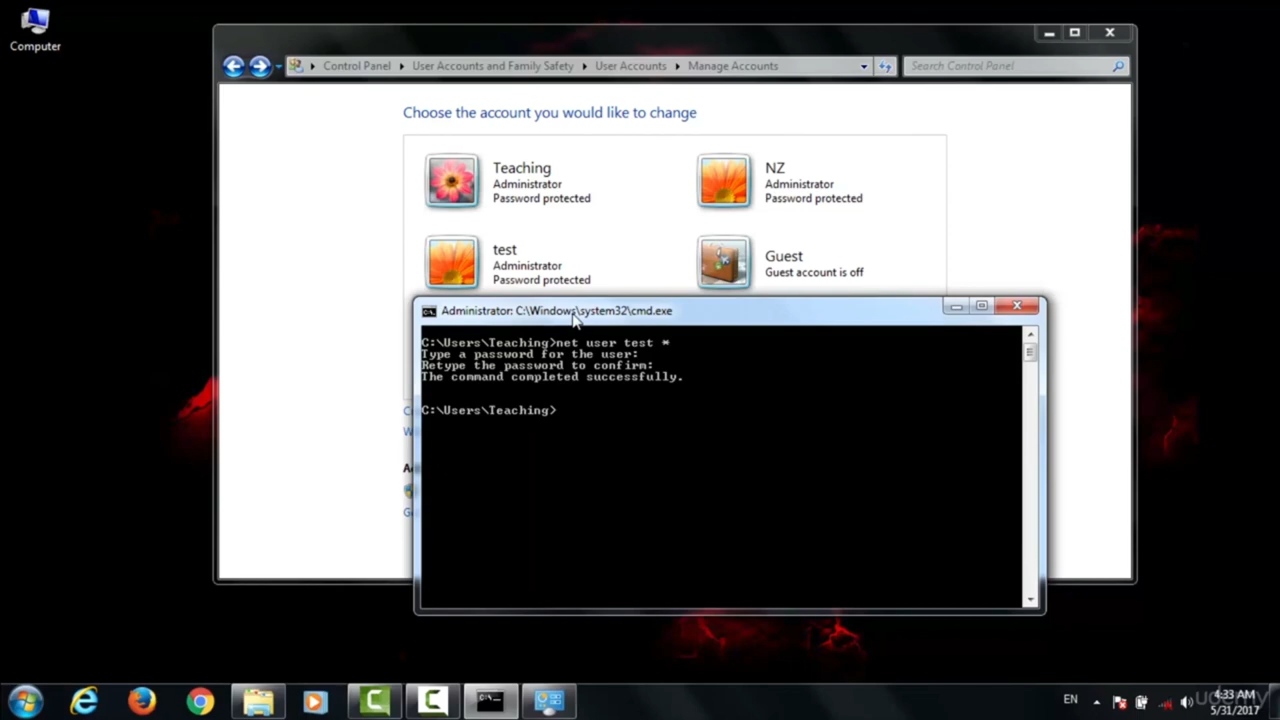 Computer
Control Panel
User Accounts and Family Safety
User Accounts
Manage Accounts
Search Control Panel
Choose the account you would like to change
Teaching
Administrator
Password protected
NZ
Administrator
Password protected
test
Administrator
Password protected
Guest
Guest account is off
Administrator: C:\Windows\system32\cmd.exe
C:\Users\Teaching>net user test *
Type a password for the user:
Retype the password to confirm:
The command completed successfully.
C:\Users\Teaching>
EN
4:33 AM
5/31/2017
udemy